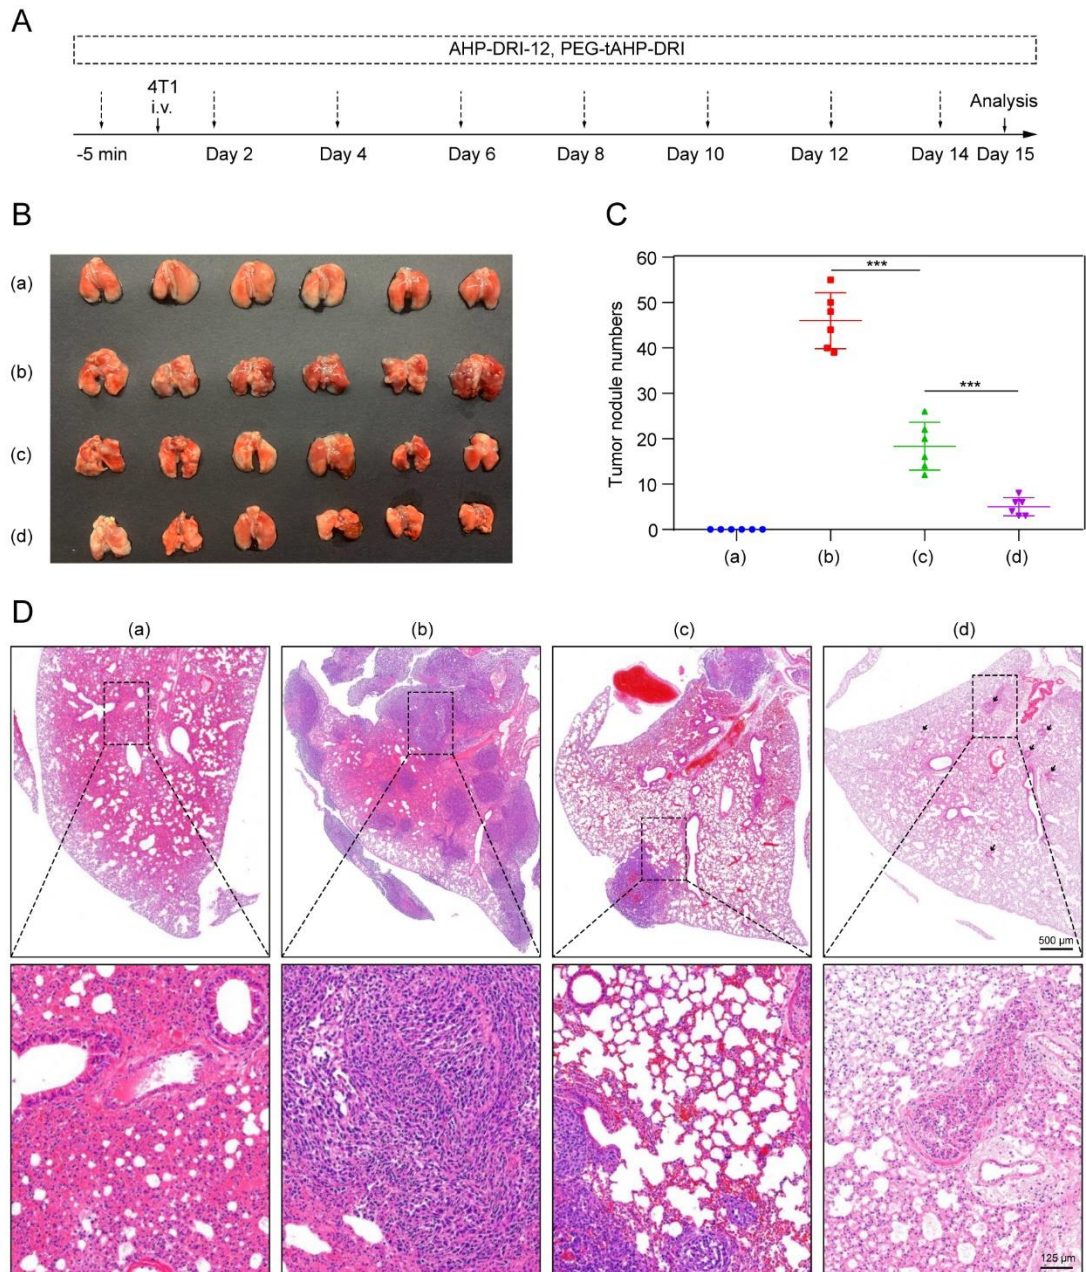 A
AHP-DRI-12, PEG-tAHP-DRI
4T1
i.v.
Analysis
-5 min
Day 2
Day 4
Day 6
Day 8
Day 10
Day 12
Day 14
Day 15
B
(a)
(b)
(c)
(d)
C
Tumor nodule numbers
60
50
40
30
20
10
0
***
***
(a)
(b)
(c)
(d)
D
(a)
(b)
(c)
(d)
500 µm
125 µm